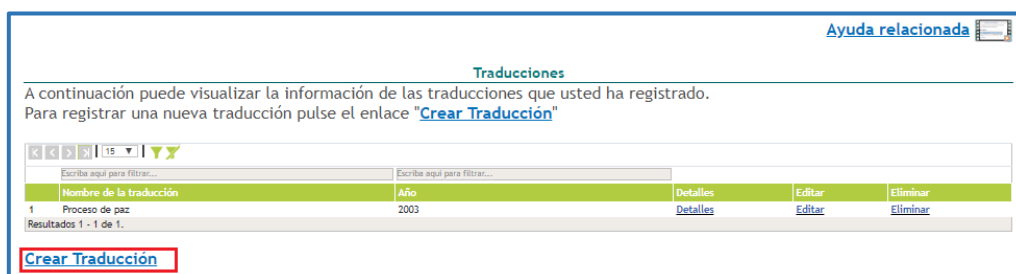 Ayuda relacionada
Traducciones
A continuación puede visualizar la información de las traducciones que usted ha registrado.
Para registrar una nueva traducción pulse el enlace "Crear Traducción"
15
Escriba aqui para filtrar... Escriba aqui para filtrar...
Nombre de la traducción Año Detalles Editar Eliminar
1 Proceso de paz 2003 Detalles Editar Eliminar
Resultados 1 - 1 de 1.
Crear Traducción